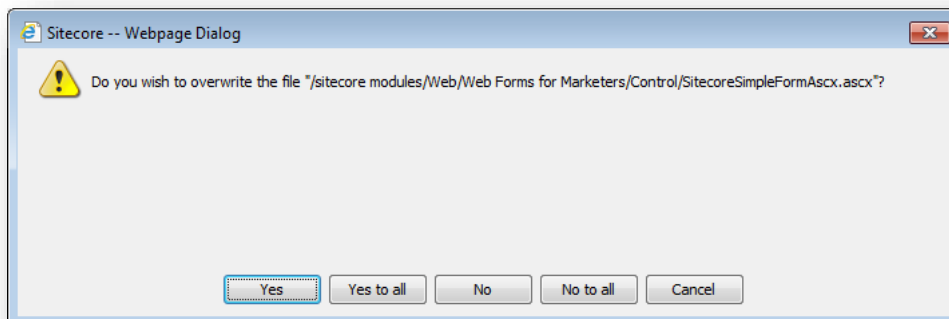 Sitecore -- Webpage Dialog
Do you wish to overwrite the file "/sitecore modules/Web/Web Forms for Marketers/Control/SitecoreSimpleFormAscx.ascx"?
Yes
Yes to all
No
No to all
Cancel